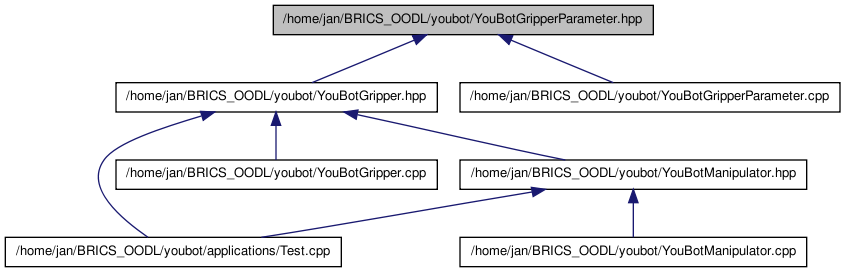 /home/jan/BRICS_OODL/youbot/YouBotGripperParameter.hpp
/home/jan/BRICS_OODL/youbot/YouBotGripper.hpp
/home/jan/BRICS_OODL/youbot/YouBotGripperParameter.cpp
/home/jan/BRICS_OODL/youbot/YouBotGripper.cpp
/home/jan/BRICS_OODL/youbot/YouBotManipulator.hpp
/home/jan/BRICS_OODL/youbot/applications/Test.cpp
/home/jan/BRICS_OODL/youbot/YouBotManipulator.cpp